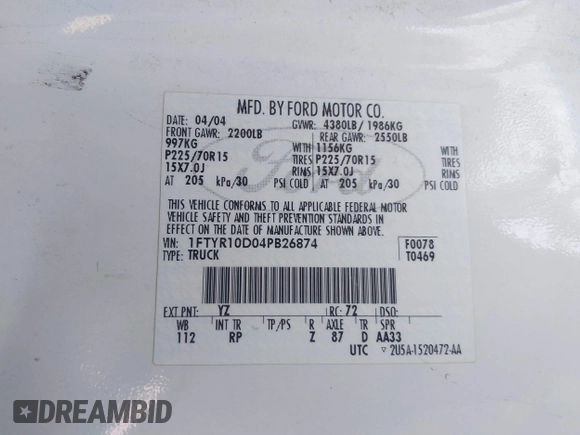 MFD. BY FORD MOTOR CO.
DATE: 04/04 GVWR: 4380LB/ 1986KG
FRONT GAWR: 2200LB REAR GAWR: 2550LB
997KG WITH 1156KG WITH
P225/70R15 TIRES P225/70R15 TIRES
15X7.0J RIMS 15X7.0J RIMS
AT 205 kPa/30 PSI COLD AT 205 kPa/30 PSI COLD
Ford
THIS VEHICLE CONFORMS TO ALL APPLICABLE FEDERAL MOTOR
VEHICLE SAFETY AND THEFT PREVENTION STANDARDS IN
EFFECT ON THE DATE OF MANUFACTURE SHOWN ABOVE.
VIN: 1FTYR10D04PB26874 F0078
TYPE: TRUCK T0469
EXT PNT: YZ RC: 72 DSO:
WB INT TR TP/PS R AXLE TR SPR
112 RP Z 87 D AA33
UTC ▽ 2U5A-1520472-AA
DREAMBID